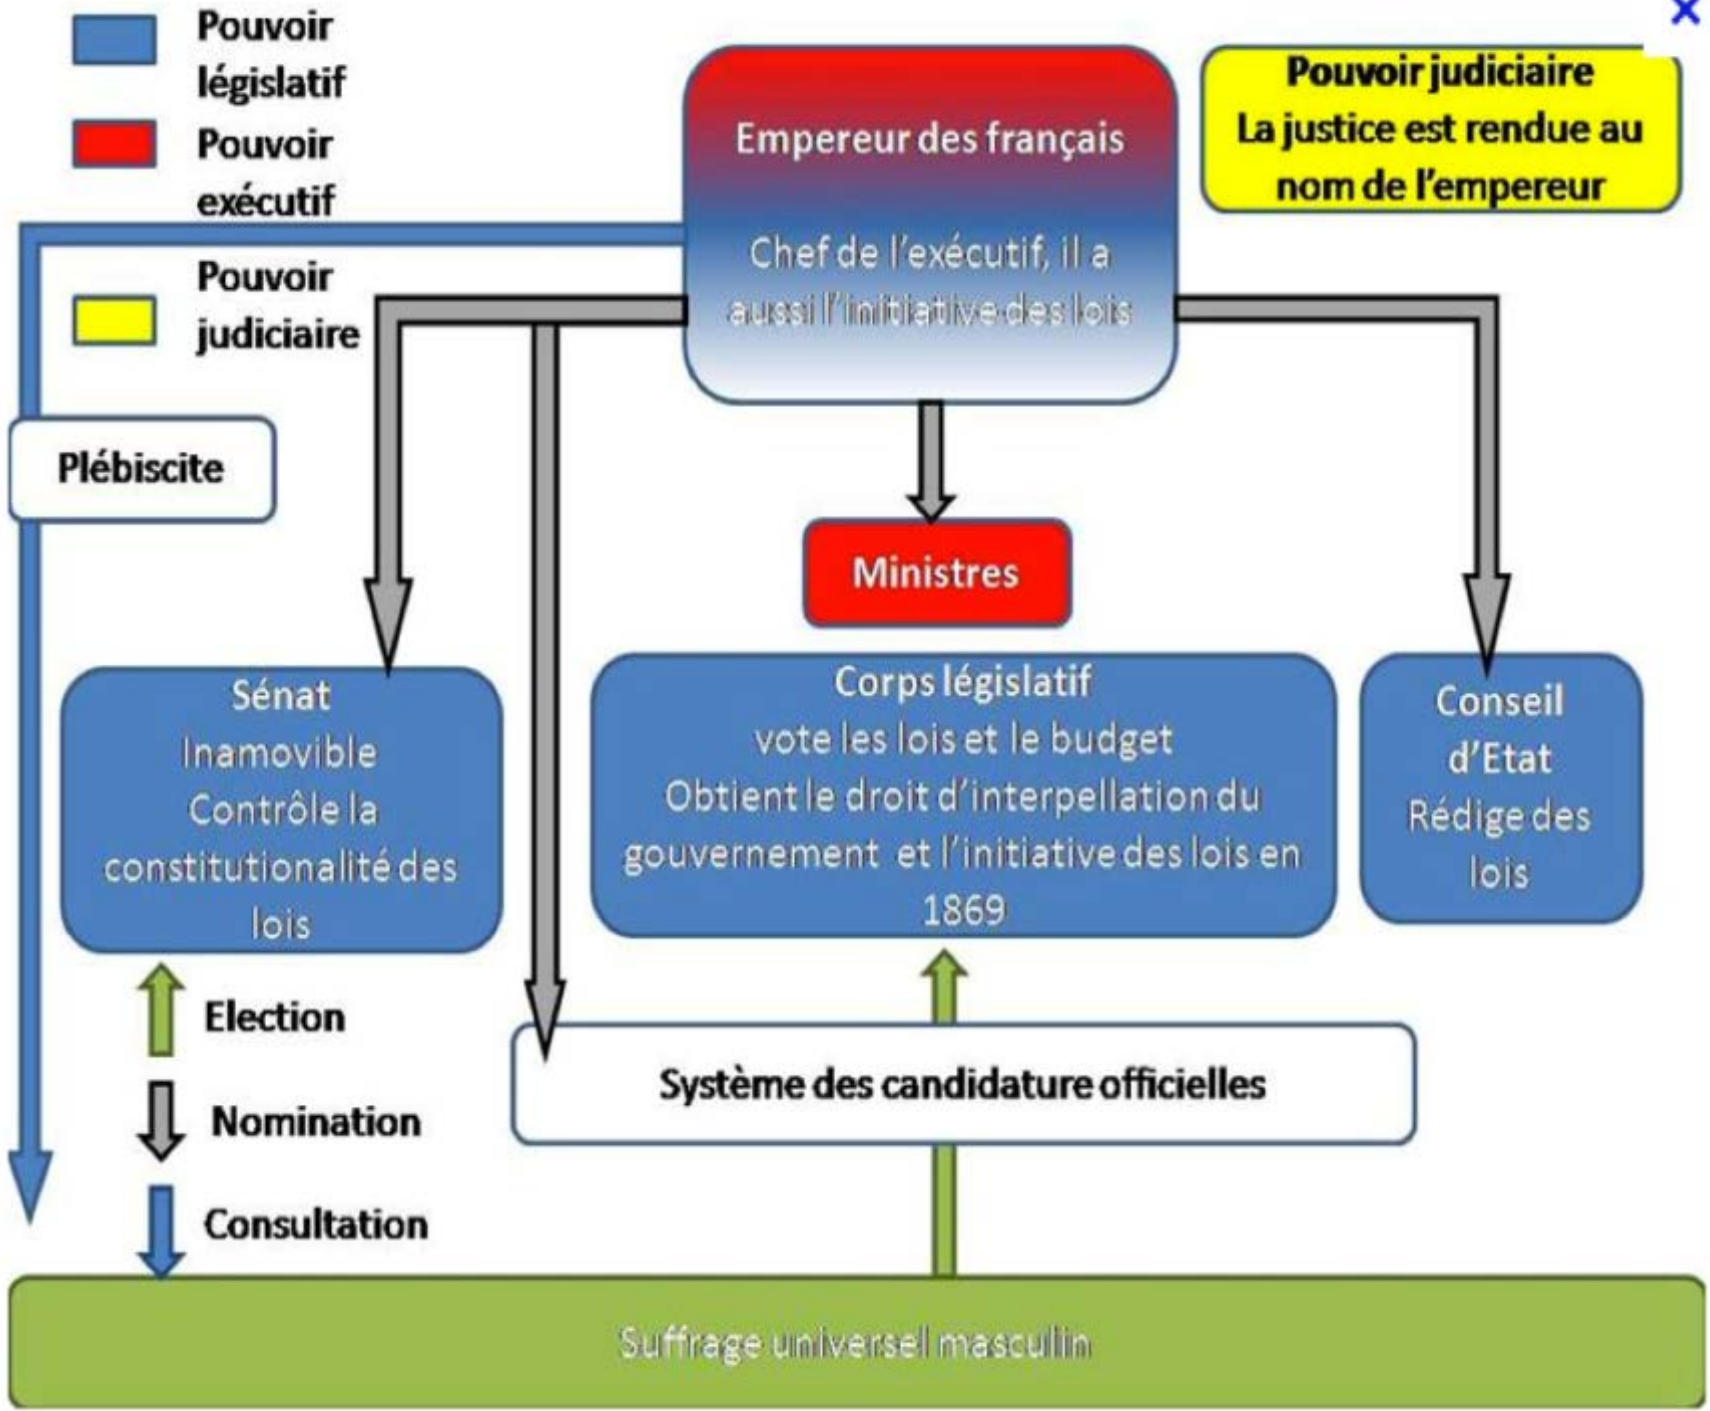 Pouvoir
législatif
Pouvoir
exécutif
Pouvoir
judiciaire
Empereur des français
Chef de l'exécutif, il a
aussi l'initiative des lois
Pouvoir judiciaire
La justice est rendue au
nom de l'empereur
Plébiscite
Ministres
Sénat
Inamovible
Contrôle la
constitutionalité des
lois
Corps législatif
vote les lois et le budget
Obtient le droit d'interpellation du
gouvernement et l'initiative des lois en
1869
Conseil
d'Etat
Rédige des
lois
Election
Nomination
Consultation
Système des candidature officielles
Suffrage universel masculin